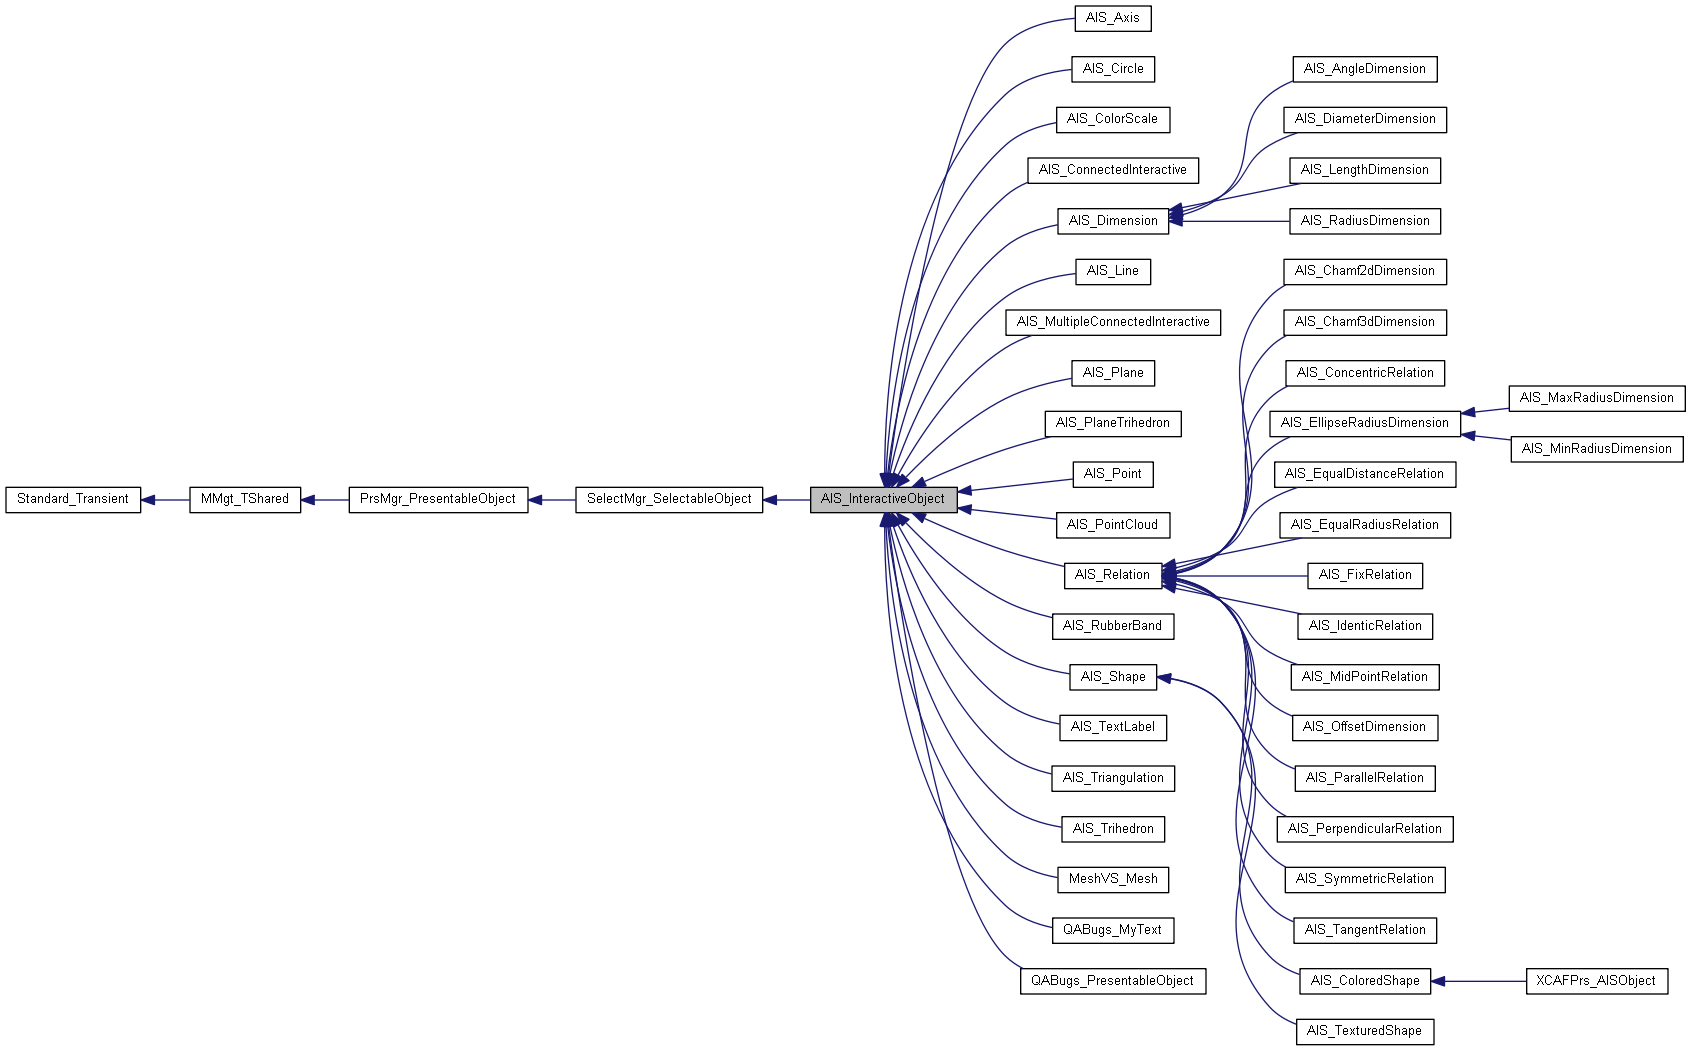 Standard_Transient
MMgt_TShared
PrsMgr_PresentableObject
SelectMgr_SelectableObject
AIS_InteractiveObject
AIS_Axis
AIS_Circle
AIS_ColorScale
AIS_ConnectedInteractive
AIS_Dimension
AIS_Line
AIS_MultipleConnectedInteractive
AIS_Plane
AIS_PlaneTrihedron
AIS_Point
AIS_PointCloud
AIS_Relation
AIS_RubberBand
AIS_Shape
AIS_TextLabel
AIS_Triangulation
AIS_Trihedron
MeshVS_Mesh
QABugs_MyText
QABugs_PresentableObject
AIS_AngleDimension
AIS_DiameterDimension
AIS_LengthDimension
AIS_RadiusDimension
AIS_Chamf2dDimension
AIS_Chamf3dDimension
AIS_ConcentricRelation
AIS_EllipseRadiusDimension
AIS_EqualDistanceRelation
AIS_EqualRadiusRelation
AIS_FixRelation
AIS_IdenticRelation
AIS_MidPointRelation
AIS_OffsetDimension
AIS_ParallelRelation
AIS_PerpendicularRelation
AIS_SymmetricRelation
AIS_TangentRelation
AIS_ColoredShape
AIS_TexturedShape
AIS_MaxRadiusDimension
AIS_MinRadiusDimension
XCAFPrs_AISObject